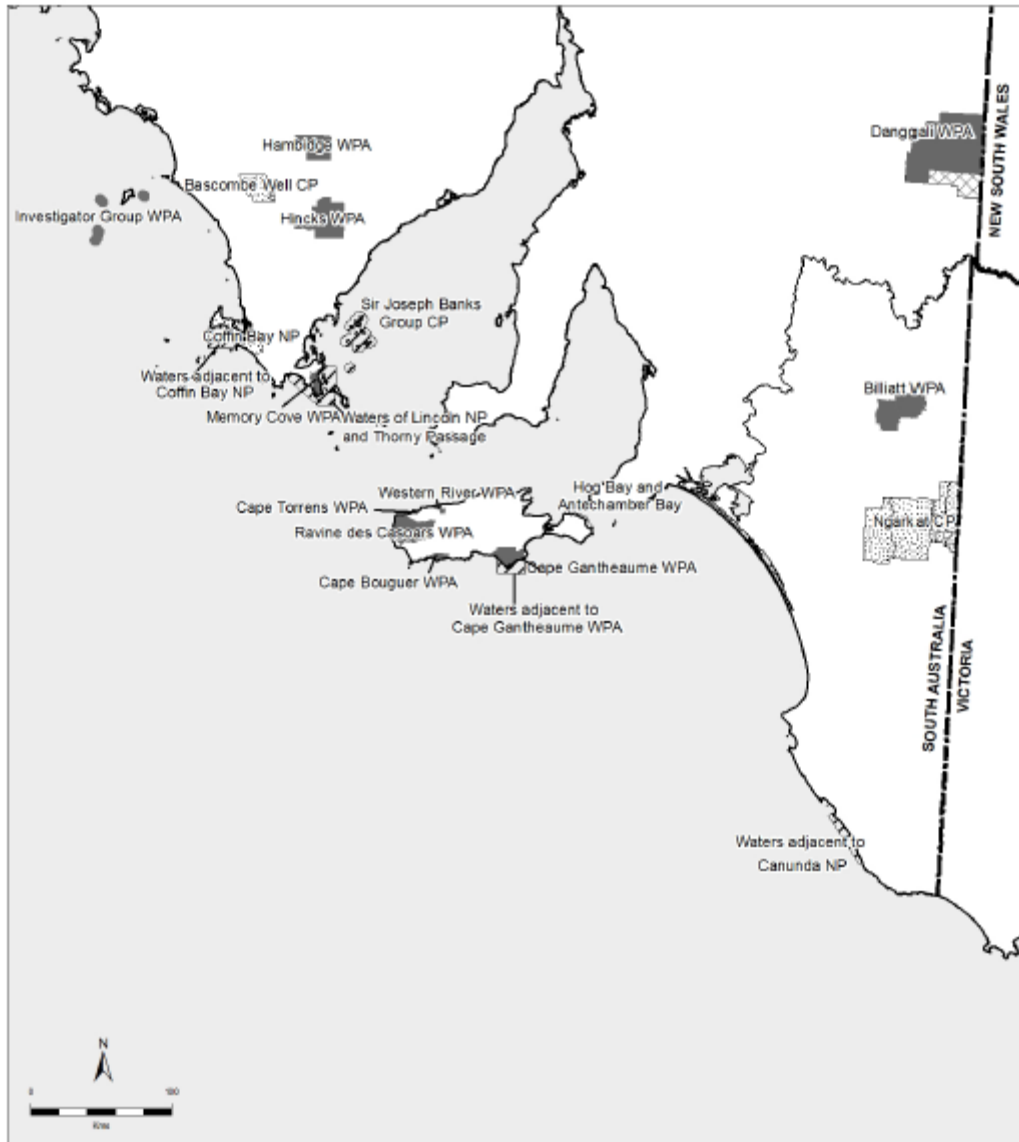 Danggali WPA
NEW SOUTH WALES
Hambidge WPA
Bascombe Well CP
Investigator Group WPA
Hincks WPA
Sir Joseph Banks
Group CP
Coffin Bay NP
Waters adjacent to
Coffin Bay NP
Memory Cove WPA
Waters of Lincoln NP
and Thorny Passage
Billiatt WPA
Western River WPA
Hog Bay and
Antechamber Bay
Cape Torrens WPA
Ravine des Casoars WPA
Ngarkat CP
Cape Bouguer WPA
Cape Gantheaume WPA
Waters adjacent to
Cape Gantheaume WPA
SOUTH AUSTRALIA
VICTORIA
Waters adjacent to
Canunda NP
N
0 100